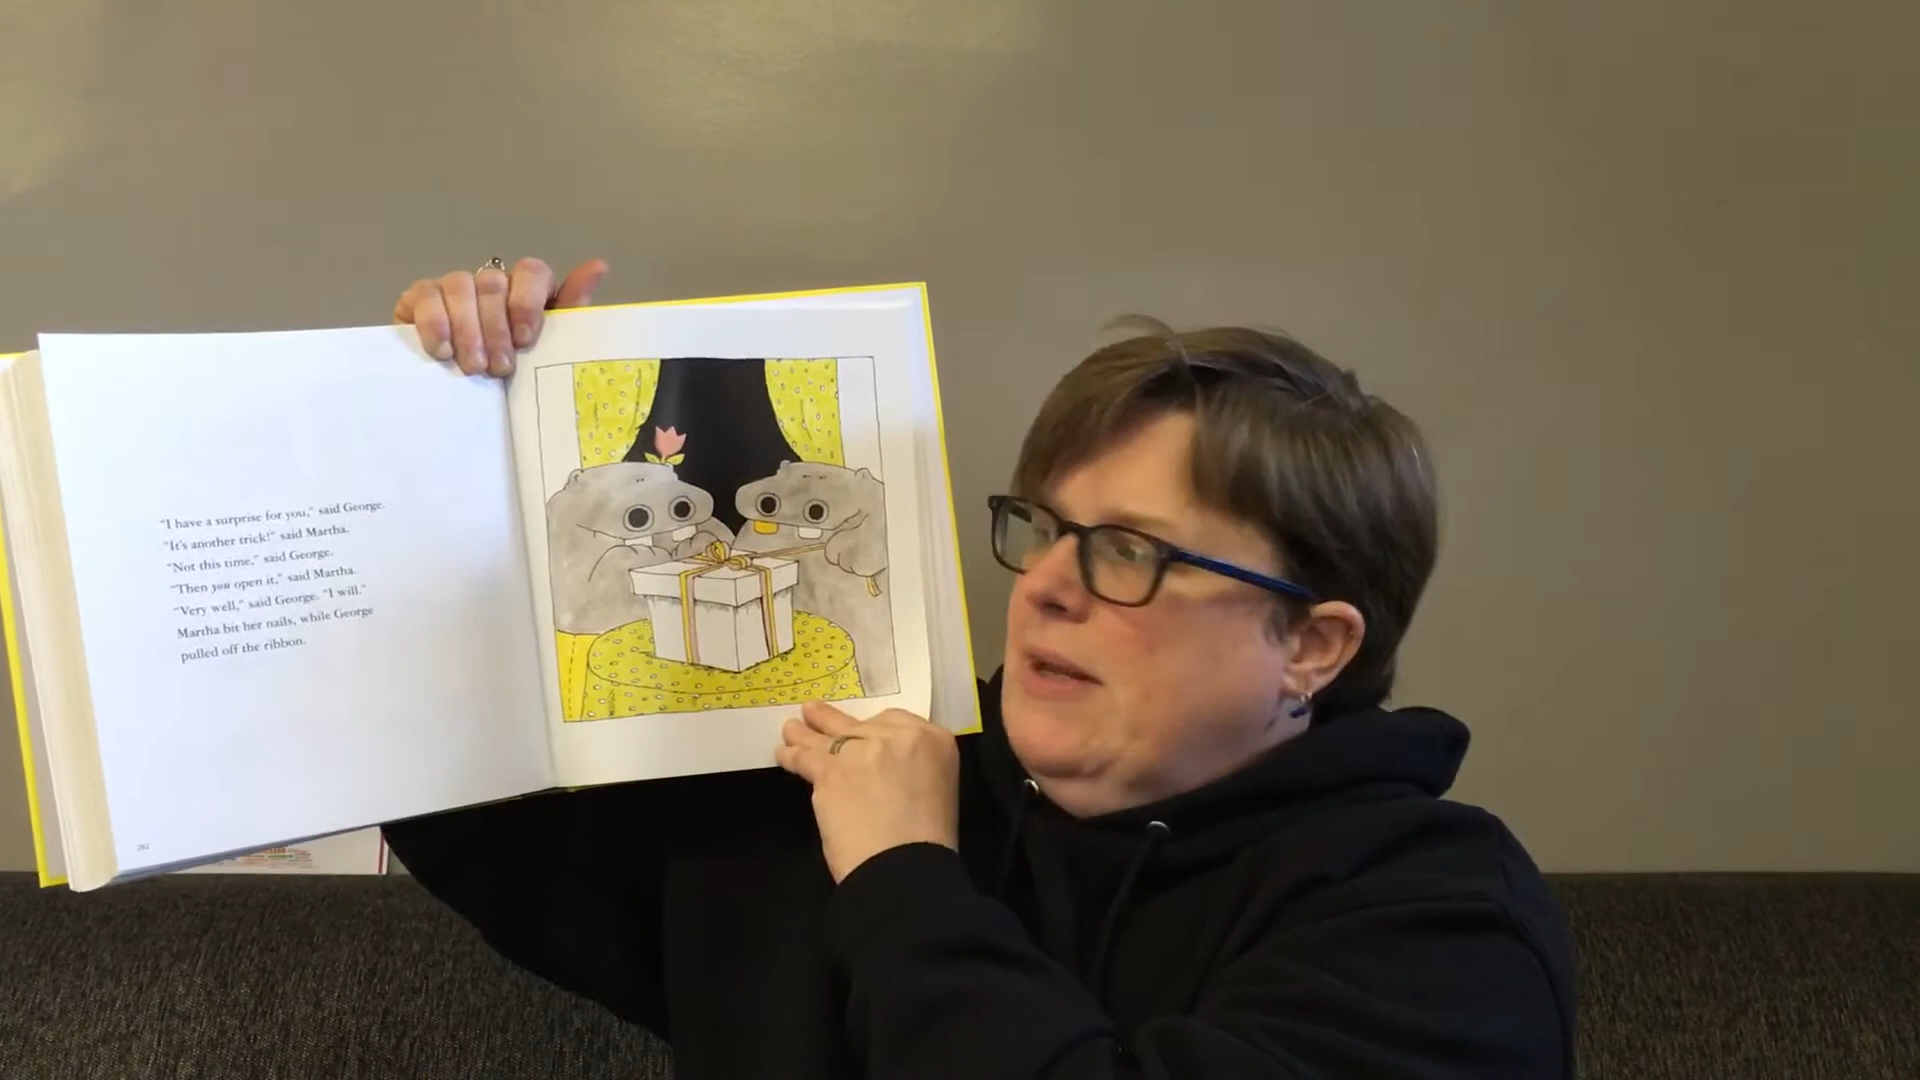 "I have a surprise for you," said George.
"It's another trick!" said Martha.
"Not this time," said George.
"Then you open it," said Martha.
"Very well," said George. "I will."
Martha bit her nails, while George
pulled off the ribbon.